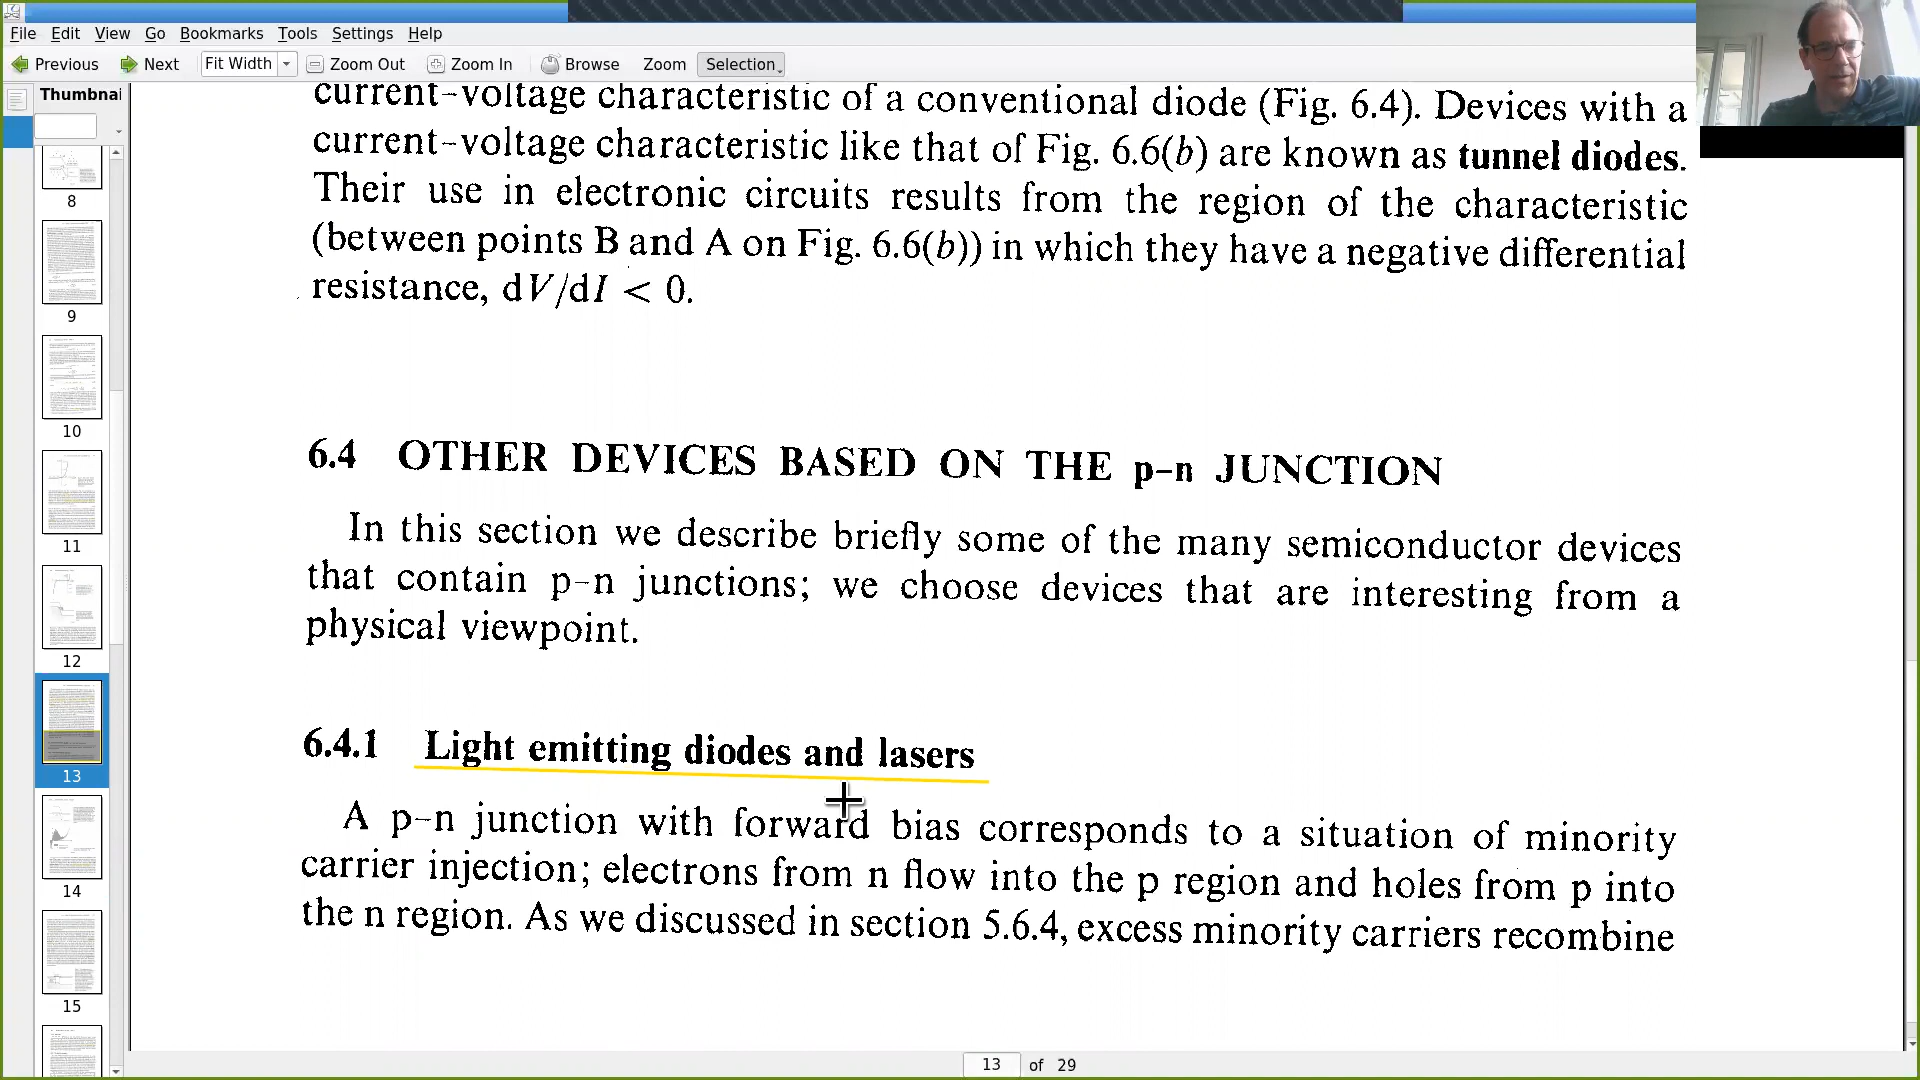 File Edit View Go Bookmarks Tools Settings Help
Previous Next Fit Width Zoom Out Zoom In Browse Zoom Selection
Thumbnai
8
9
10
11
12
13
14
15
current-voltage characteristic of a conventional diode (Fig. 6.4). Devices with a
current-voltage characteristic like that of Fig. 6.6(b) are known as tunnel diodes.
Their use in electronic circuits results from the region of the characteristic
(between points B and A on Fig. 6.6(b)) in which they have a negative differential
resistance, dV/dI < 0.
6.4 OTHER DEVICES BASED ON THE p–n JUNCTION
In this section we describe briefly some of the many semiconductor devices
that contain p–n junctions; we choose devices that are interesting from a
physical viewpoint.
6.4.1 Light emitting diodes and lasers
A p–n junction with forward bias corresponds to a situation of minority
carrier injection; electrons from n flow into the p region and holes from p into
the n region. As we discussed in section 5.6.4, excess minority carriers recombine
13 of 29